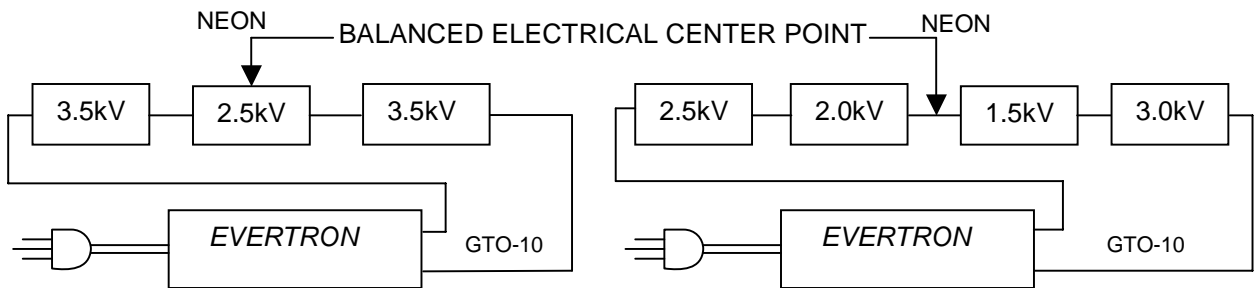 NEON BALANCED ELECTRICAL CENTER POINT NEON
3.5kV 2.5kV 3.5kV 2.5kV 2.0kV 1.5kV 3.0kV
EVERTRON GTO-10 EVERTRON GTO-10